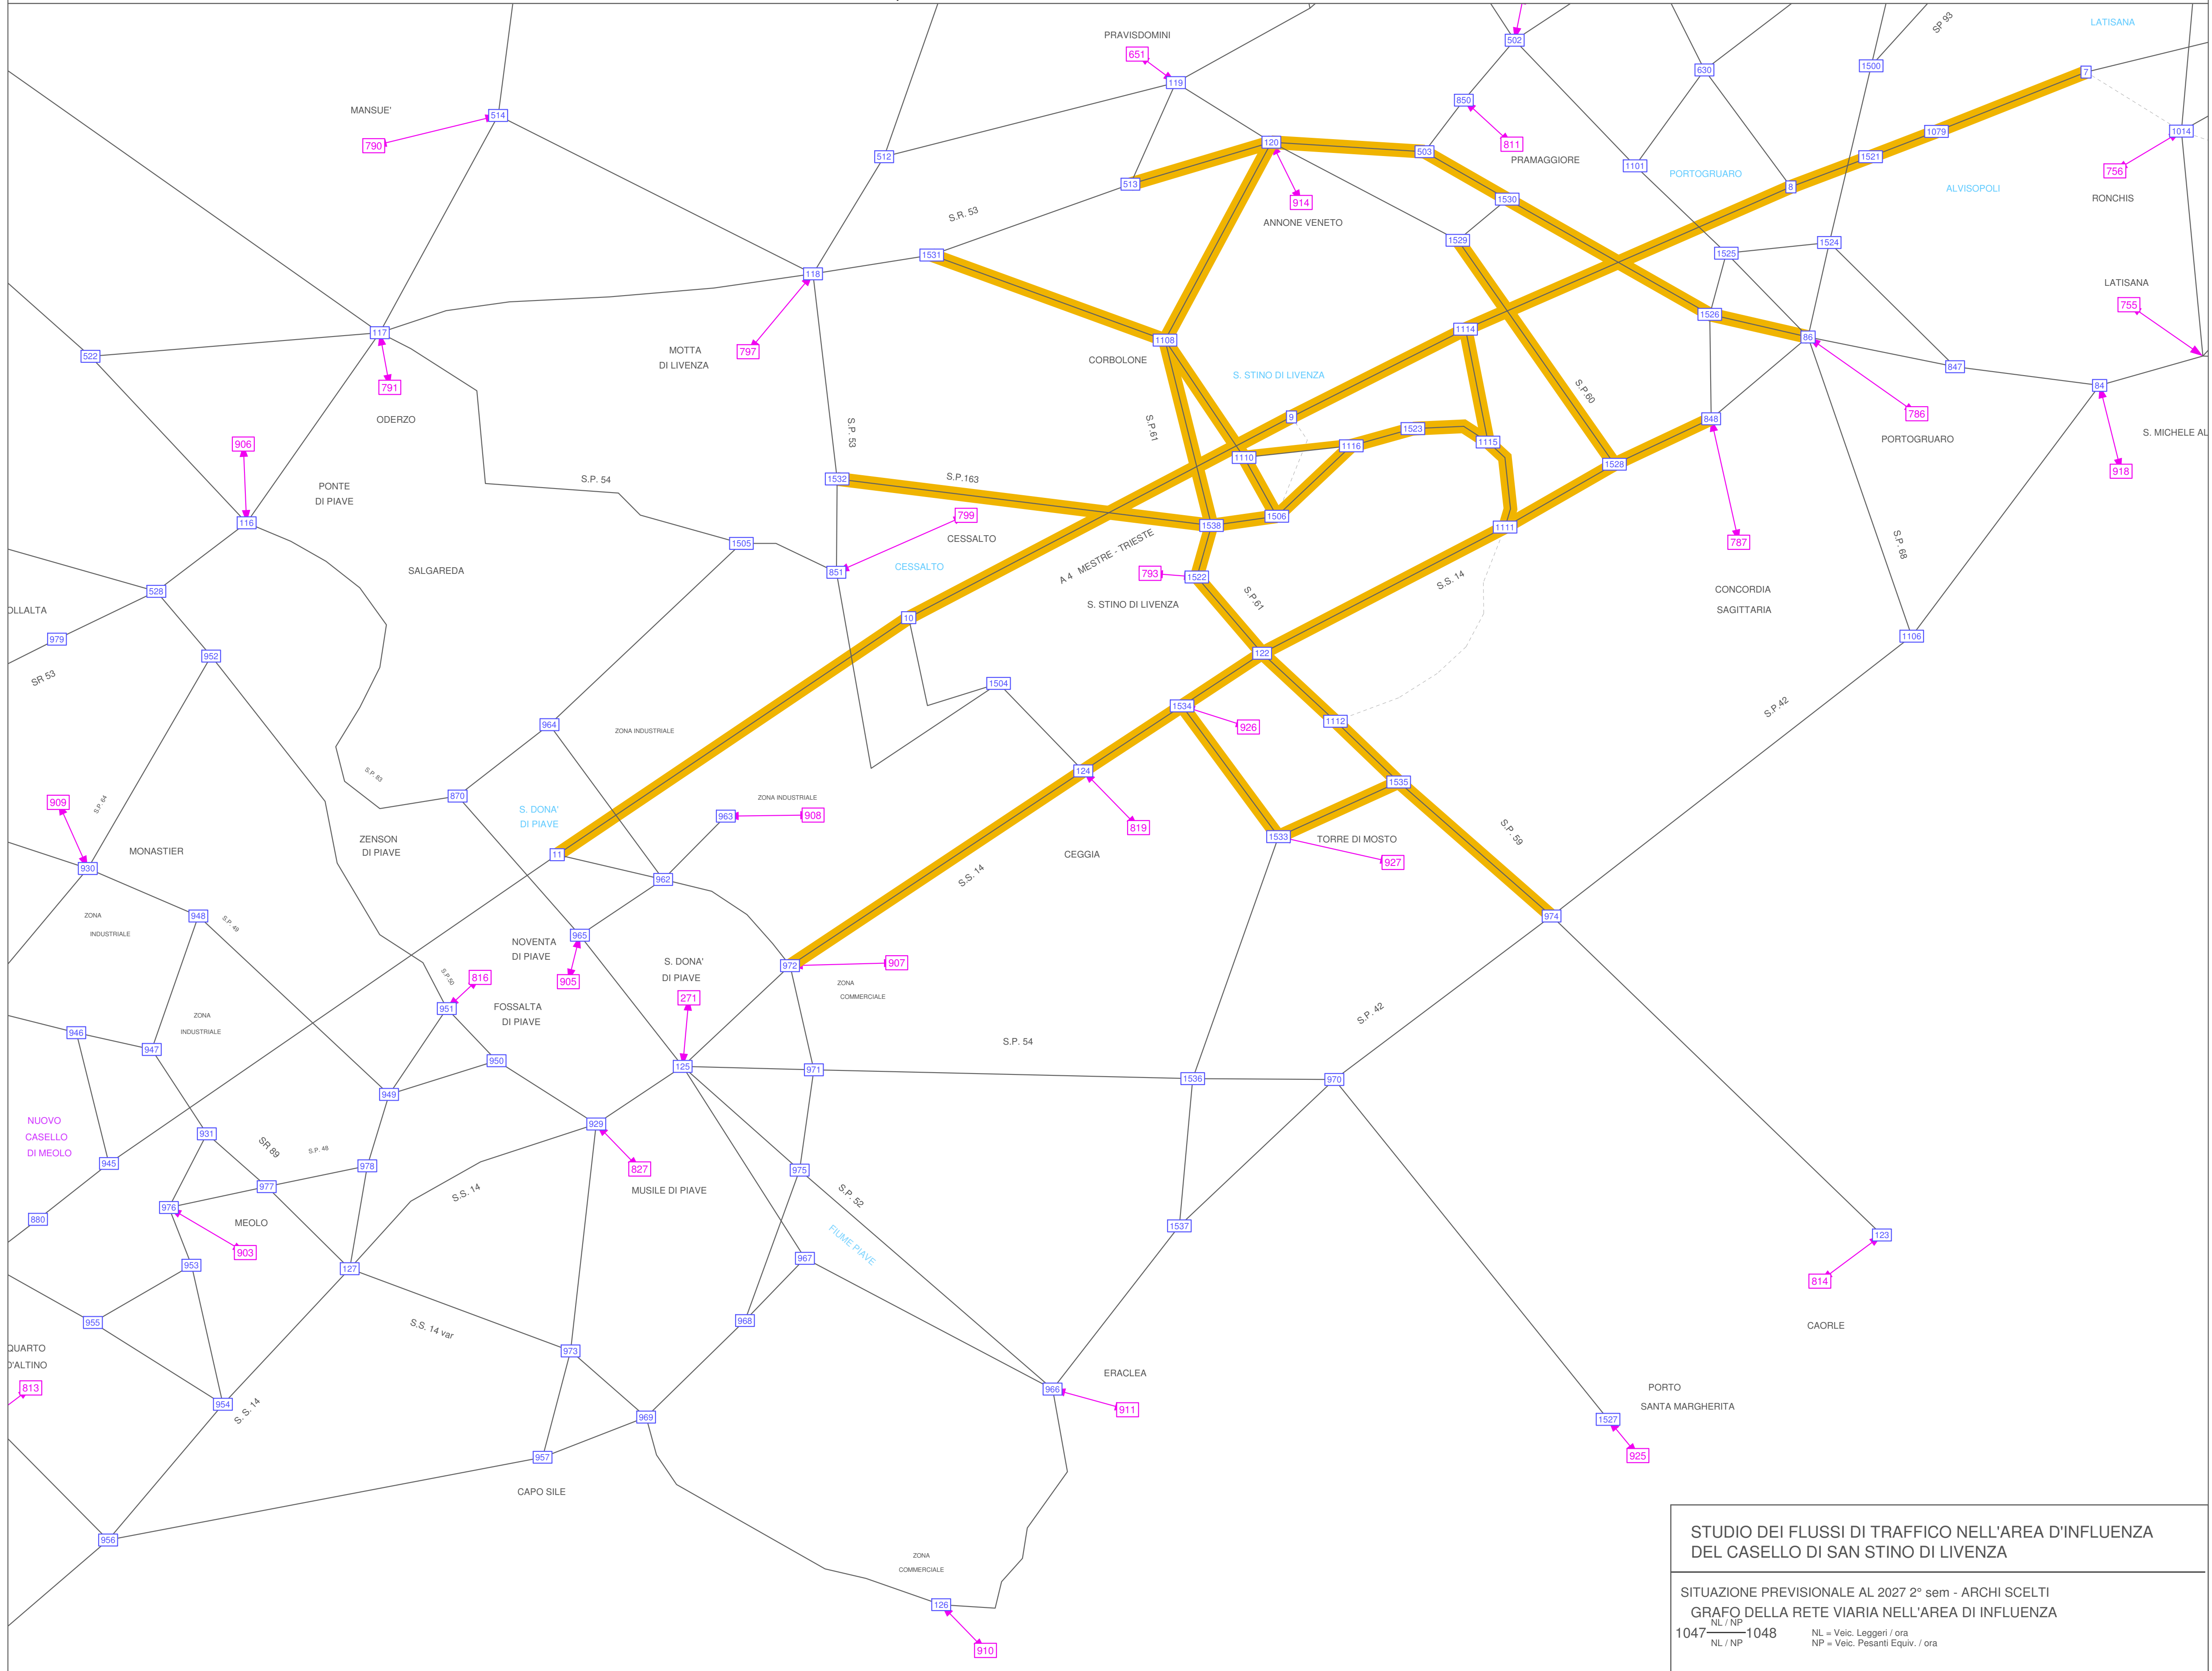 LATISANA
SP 93
PRAVISDOMINI
651
502
119
630
1500
7
MANSUE'
514
790
850
811
PRAMAGGIORE
1079
1014
120
503
512
1521
756
RONCHIS
1101
PORTOGRUARO
513
8
ALVISOPOLI
914
1530
ANNONE VENETO
S.R. 53
1529
1524
1531
1525
118
LATISANA
755
1526
117
1114
86
522
1108
MOTTA
DI LIVENZA
797
CORBOLONE
S. STINO DI LIVENZA
847
84
791
ODERZO
S.P.60
9
848
786
PORTOGRUARO
S. MICHELE AL
S.P. 53
S.P.61
1523
906
1116
1115
1110
1528
918
PONTE
DI PIAVE
S.P. 54
1532
S.P.163
116
799
CESSALTO
1538
1506
1111
787
1505
A 4 MESTRE - TRIESTE
S.P. 68
SALGAREDA
851
CESSALTO
793
1522
S. STINO DI LIVENZA
S.P.61
S.S. 14
CONCORDIA
SAGITTARIA
528
OLLALTA
979
10
1106
952
122
SR 53
1504
1534
S.P.42
964
ZONA INDUSTRIALE
926
1112
S.P. 83
124
1535
909
S.P. 64
870
S. DONA'
DI PIAVE
ZONA INDUSTRIALE
963
908
819
S.P. 59
MONASTIER
ZENSON
DI PIAVE
11
1533
TORRE DI MOSTO
CEGGIA
927
930
962
S.S. 14
ZONA
INDUSTRIALE
948
S.P. 49
974
965
NOVENTA
DI PIAVE
S. DONA'
DI PIAVE
972
907
S.P.50
816
905
ZONA
COMMERCIALE
271
951
FOSSALTA
DI PIAVE
ZONA
INDUSTRIALE
S.P. 42
946
947
950
S.P. 54
125
971
1536
970
949
NUOVO
CASELLO
DI MEOLO
931
929
SR 89
S.P. 48
945
978
827
975
977
MUSILE DI PIAVE
S.S. 14
S.P. 52
976
880
MEOLO
1537
903
FIUME PIAVE
123
953
127
967
814
955
968
S.S. 14 var
CAORLE
QUARTO
D'ALTINO
973
ERACLEA
813
966
PORTO
SANTA MARGHERITA
954
S. S. 14
969
911
1527
957
925
CAPO SILE
956
ZONA
COMMERCIALE
126
910
STUDIO DEI FLUSSI DI TRAFFICO NELL'AREA D'INFLUENZA
DEL CASELLO DI SAN STINO DI LIVENZA
SITUAZIONE PREVISIONALE AL 2027 2° sem - ARCHI SCELTI
GRAFO DELLA RETE VIARIA NELL'AREA DI INFLUENZA
NL / NP
1047 1048
NL / NP
NL = Veic. Leggeri / ora
NP = Veic. Pesanti Equiv. / ora